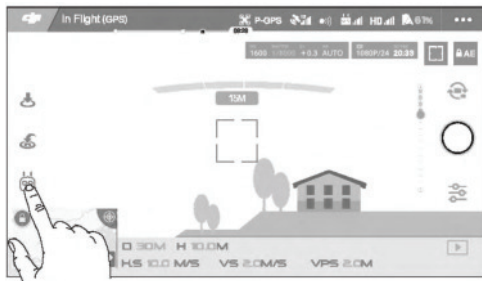 In Flight (GPS)
P-GPS
HD
61%
1600
+0.3
AUTO
1080P/24 20:39
AE
15M
D 30M H 10.0M
H.S 10.0 M/S VS 2.0M/S VPS 2.0M